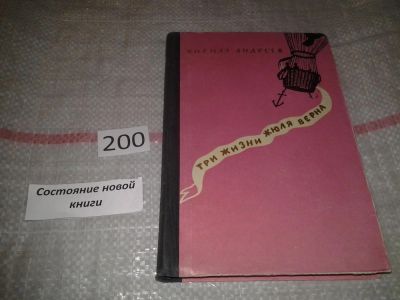 КИРИЛЛ АНДРЕЕВ
ТРИ ЖИЗНИ ЖЮЛЯ ВЕРНА
200
Состояние новой
книги